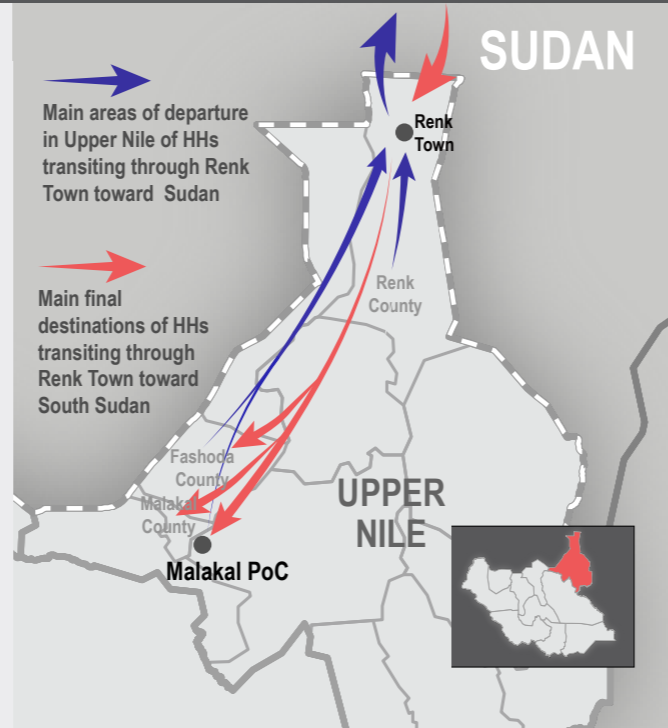 SUDAN
Main areas of departure
in Upper Nile of HHs
transiting through Renk
Town toward Sudan
Renk
Town
Main final
destinations of HHs
transiting through
Renk Town toward
South Sudan
Renk
County
Fashoda
County
Malakal
County
UPPER
NILE
Malakal PoC